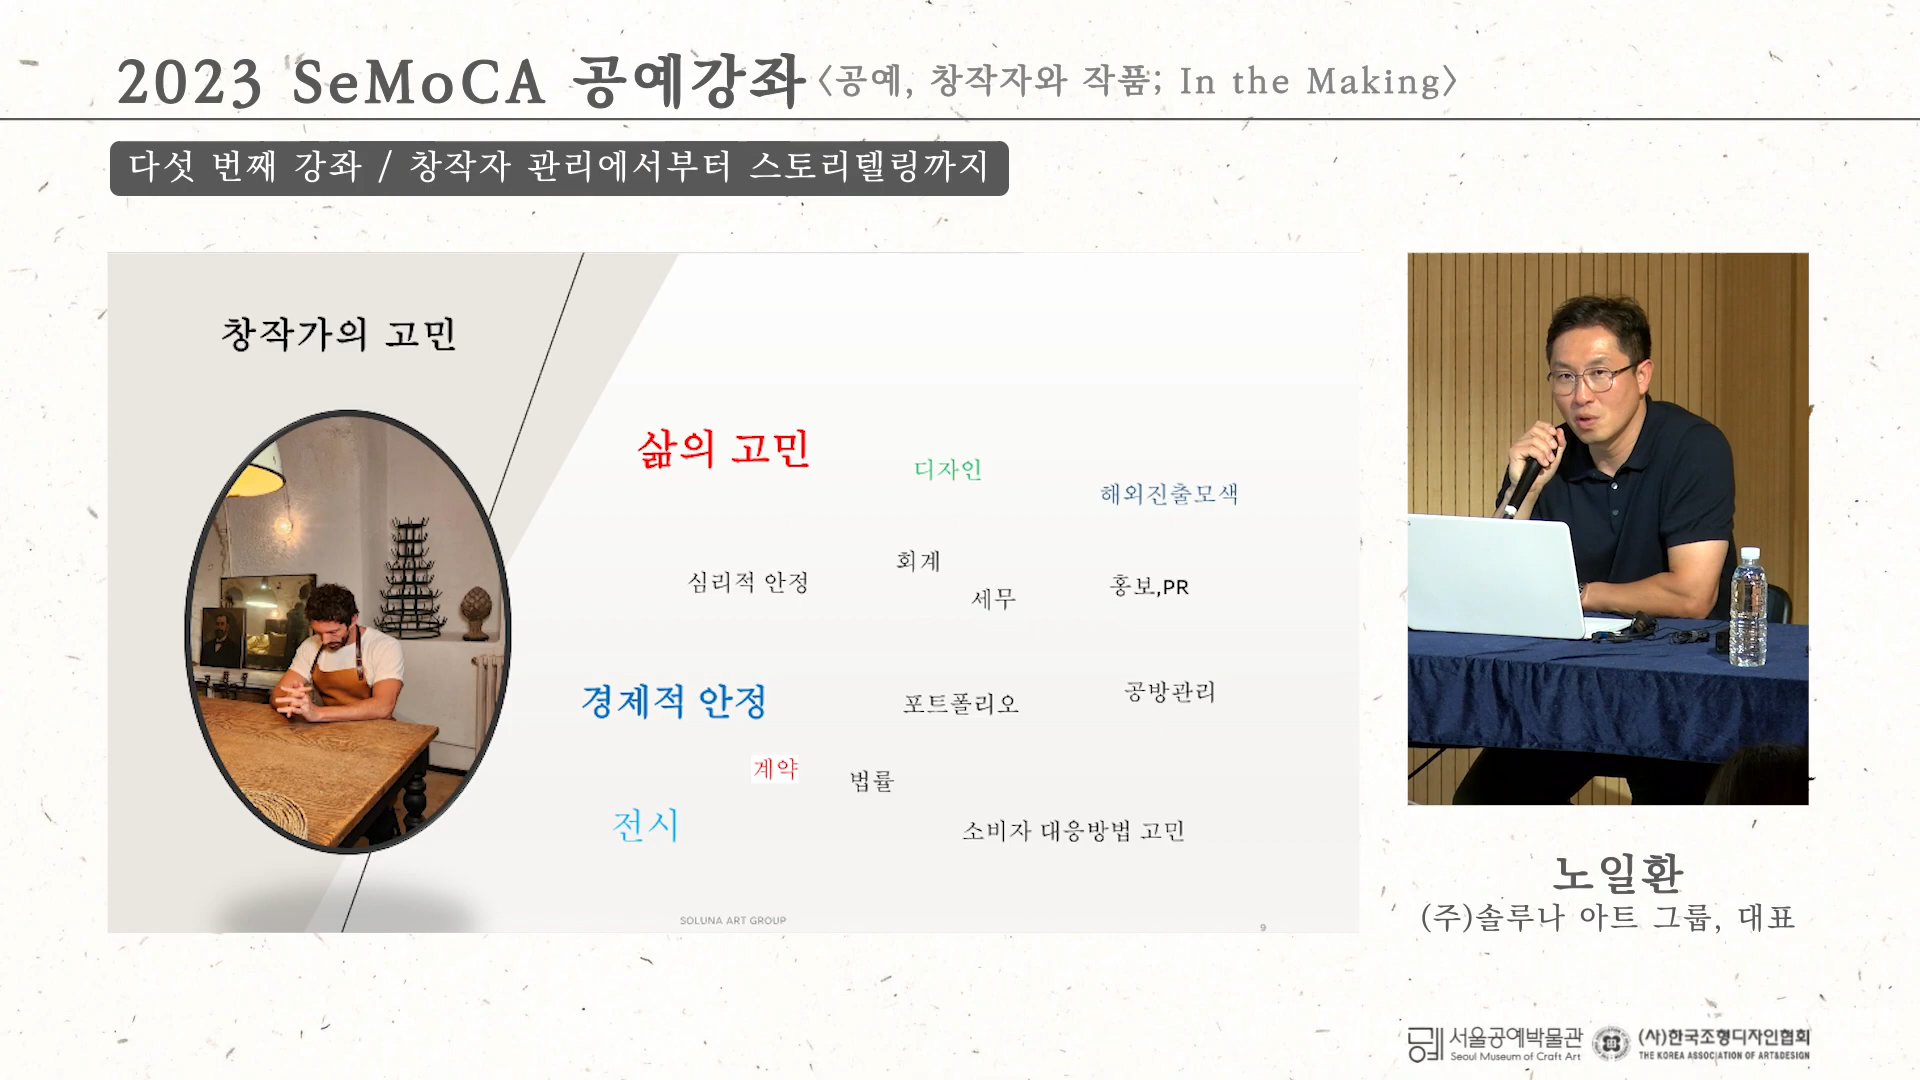 2023 SeMoCA 공예강좌 〈공예, 창작자와 작품; In the Making〉
다섯 번째 강좌 / 창작자 관리에서부터 스토리텔링까지
창작가의 고민
삶의 고민
디자인
해외진출모색
회계
심리적 안정
세무
홍보,PR
경제적 안정
포트폴리오
공방관리
계약
법률
전시
소비자 대응방법 고민
SOLUNA ART GROUP
9
노일환
(주)솔루나 아트 그룹, 대표
서울공예박물관
Seoul Museum of Craft Art
(사)한국조형디자인협회
THE KOREA ASSOCIATION OF ART&DESIGN